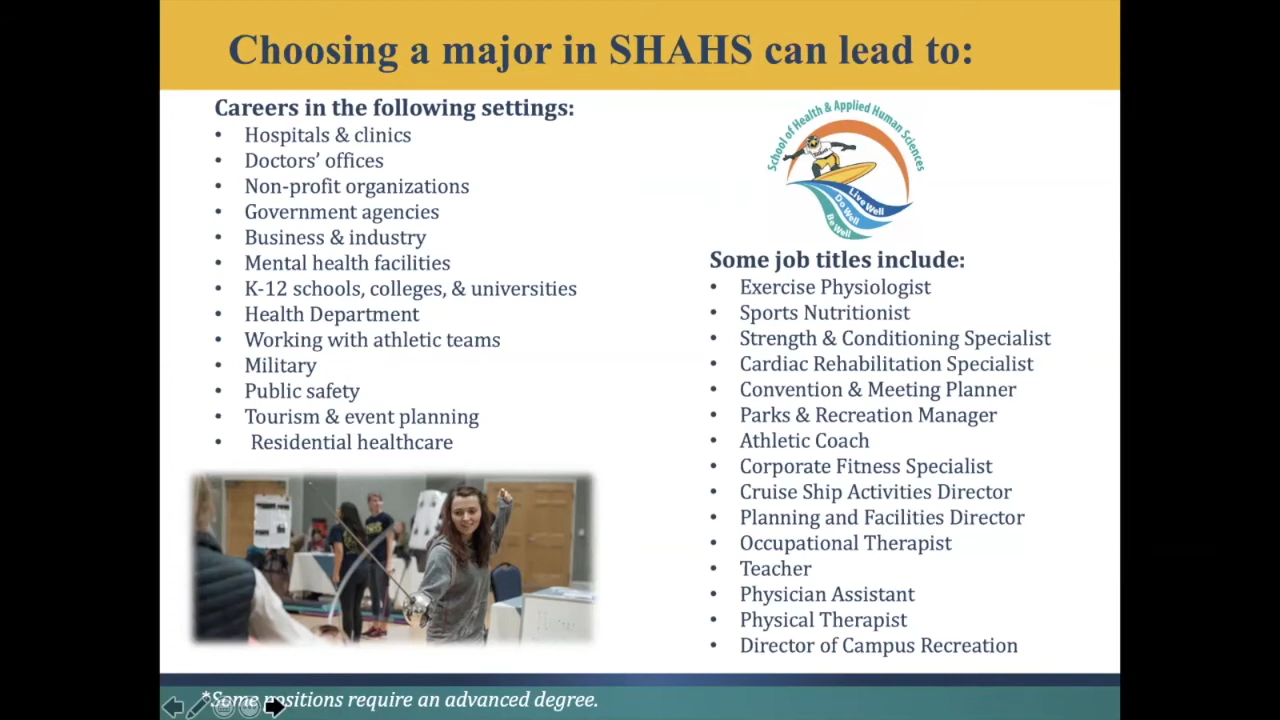 Choosing a major in SHAHS can lead to:
Careers in the following settings:
• Hospitals & clinics
• Doctors’ offices
• Non-profit organizations
• Government agencies
• Business & industry
• Mental health facilities
• K-12 schools, colleges, & universities
• Health Department
• Working with athletic teams
• Military
• Public safety
• Tourism & event planning
• Residential healthcare
School of Health & Applied Human Sciences
Live Well
Do Well
Be Well
Some job titles include:
• Exercise Physiologist
• Sports Nutritionist
• Strength & Conditioning Specialist
• Cardiac Rehabilitation Specialist
• Convention & Meeting Planner
• Parks & Recreation Manager
• Athletic Coach
• Corporate Fitness Specialist
• Cruise Ship Activities Director
• Planning and Facilities Director
• Occupational Therapist
• Teacher
• Physician Assistant
• Physical Therapist
• Director of Campus Recreation
*Some positions require an advanced degree.